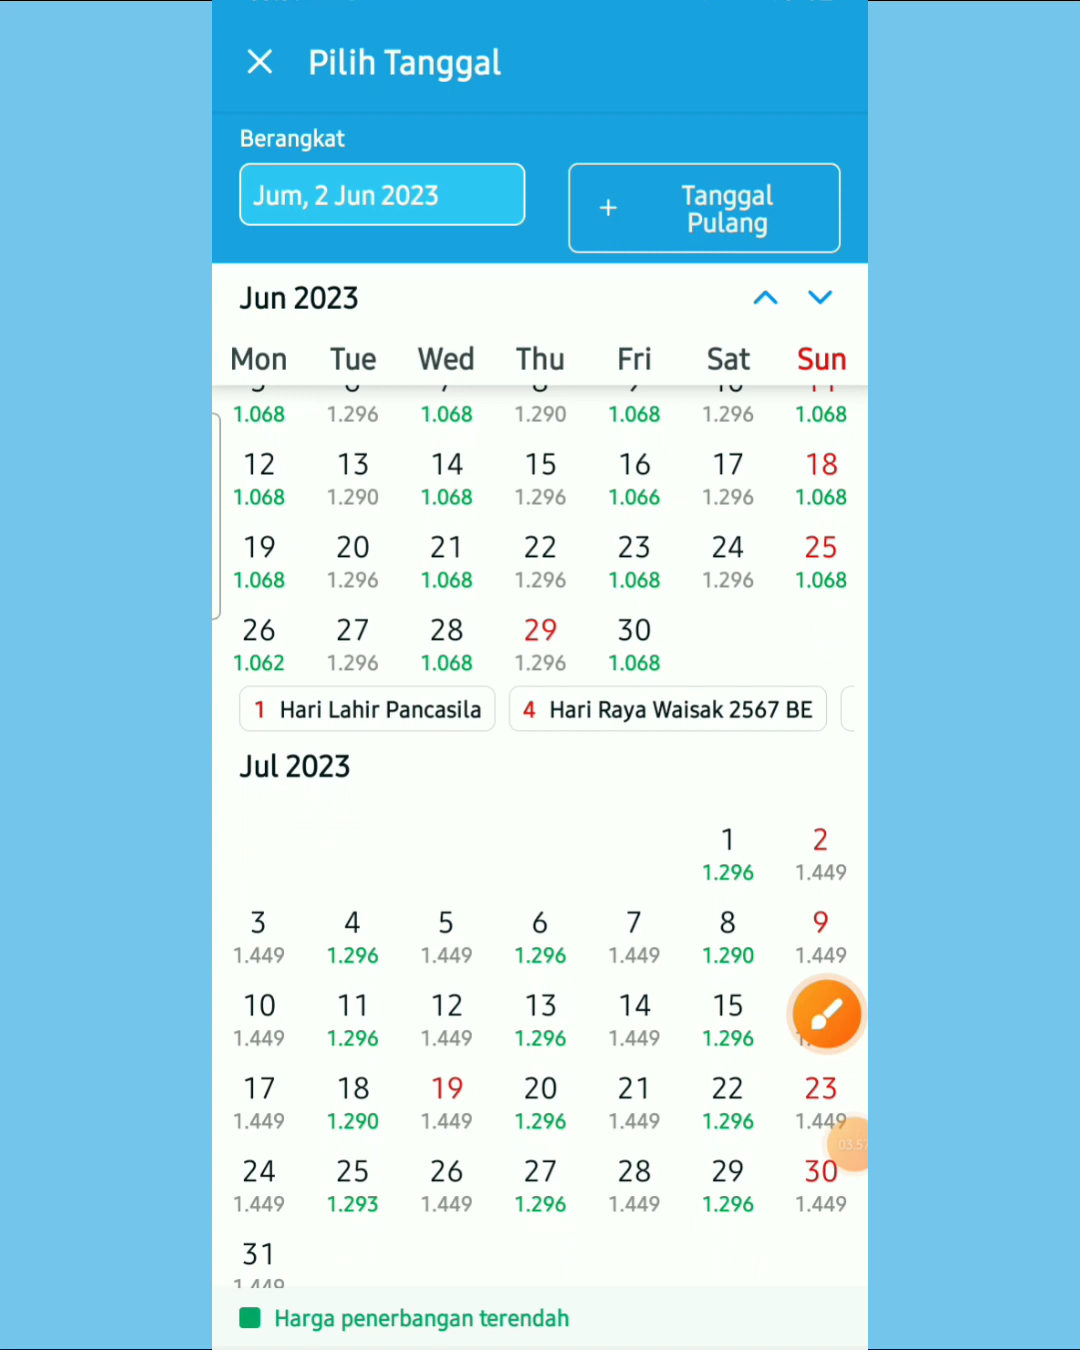 Pilih Tanggal
Berangkat
Jum, 2 Jun 2023
+ Tanggal Pulang
Jun 2023
Mon Tue Wed Thu Fri Sat Sun
1.068 1.296 1.068 1.290 1.068 1.296 1.068
12 13 14 15 16 17 18
1.068 1.290 1.068 1.296 1.066 1.296 1.068
19 20 21 22 23 24 25
1.068 1.296 1.068 1.296 1.068 1.296 1.068
26 27 28 29 30
1.062 1.296 1.068 1.296 1.068
1 Hari Lahir Pancasila 4 Hari Raya Waisak 2567 BE
Jul 2023
1 2
1.296 1.449
3 4 5 6 7 8 9
1.449 1.296 1.449 1.296 1.449 1.290 1.449
10 11 12 13 14 15
1.449 1.296 1.449 1.296 1.449 1.296
17 18 19 20 21 22 23
1.449 1.290 1.449 1.296 1.449 1.296 1.449
03:57
24 25 26 27 28 29 30
1.449 1.293 1.449 1.296 1.449 1.296 1.449
31
Harga penerbangan terendah